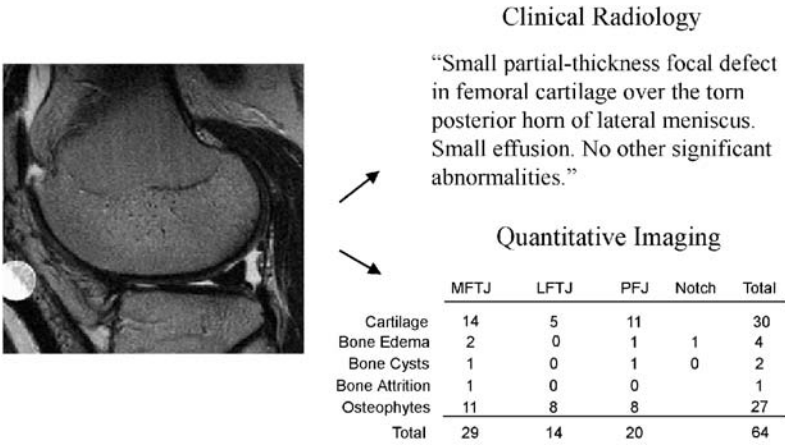 Clinical Radiology
“Small partial-thickness focal defect
in femoral cartilage over the torn
posterior horn of lateral meniscus.
Small effusion. No other significant
abnormalities.”
Quantitative Imaging
MFTJ LFTJ PFJ Notch Total
Cartilage 14 5 11 30
Bone Edema 2 0 1 1 4
Bone Cysts 1 0 1 0 2
Bone Attrition 1 0 0 1
Osteophytes 11 8 8 27
Total 29 14 20 64